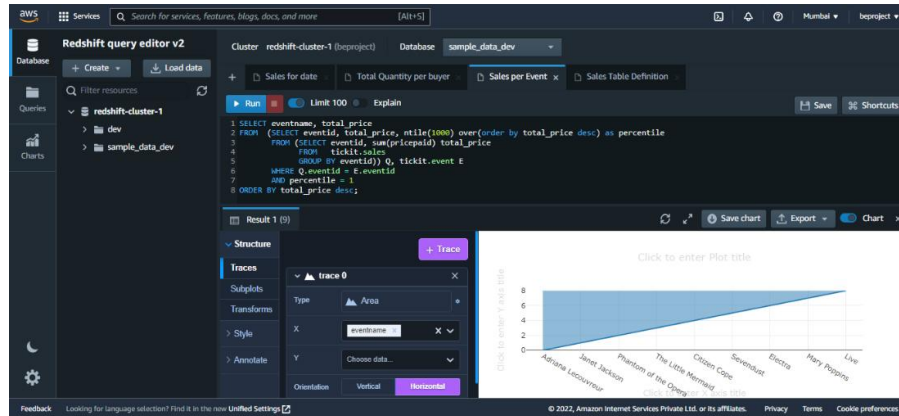 aws Services Search for services, features, blogs, docs, and more [Alt+S] Mumbai beproject
Database
Queries
Charts
Redshift query editor v2
+ Create Load data
Filter resources
redshift-cluster-1
dev
sample_data_dev
Cluster redshift-cluster-1 (beproject) Database sample_data_dev
+ Sales for date Total Quantity per buyer Sales per Event × Sales Table Definition
Run Limit 100 Explain Save Shortcuts
1 SELECT eventname, total_price
2 FROM (SELECT eventid, total_price, ntile(1000) over(order by total_price desc) as percentile
3 FROM (SELECT eventid, sum(pricepaid) total_price
4 FROM tickit.sales
5 GROUP BY eventid)) Q, tickit.event E
6 WHERE Q.eventid = E.eventid
7 AND percentile = 1
8 ORDER BY total_price desc;
Result 1 (9) Save chart Export Chart ×
Structure
Traces
Subplots
Transforms
Style
Annotate
+ Trace
trace 0 ×
Type Area
X eventname × ×
Y Choose data...
Orientation Vertical Horizontal
Click to enter Plot title
Click to enter Y axis title
8
6
4
2
0
Adriana Lecouvreur
Janet Jackson
Phantom of the Opera
The Little Mermaid
Citizen Cope
Sevendust
Electra
Mary Poppins
Live
Click to enter X axis title
Feedback Looking for language selection? Find it in the new Unified Settings © 2022, Amazon Internet Services Private Ltd. or its affiliates. Privacy Terms Cookie preferences